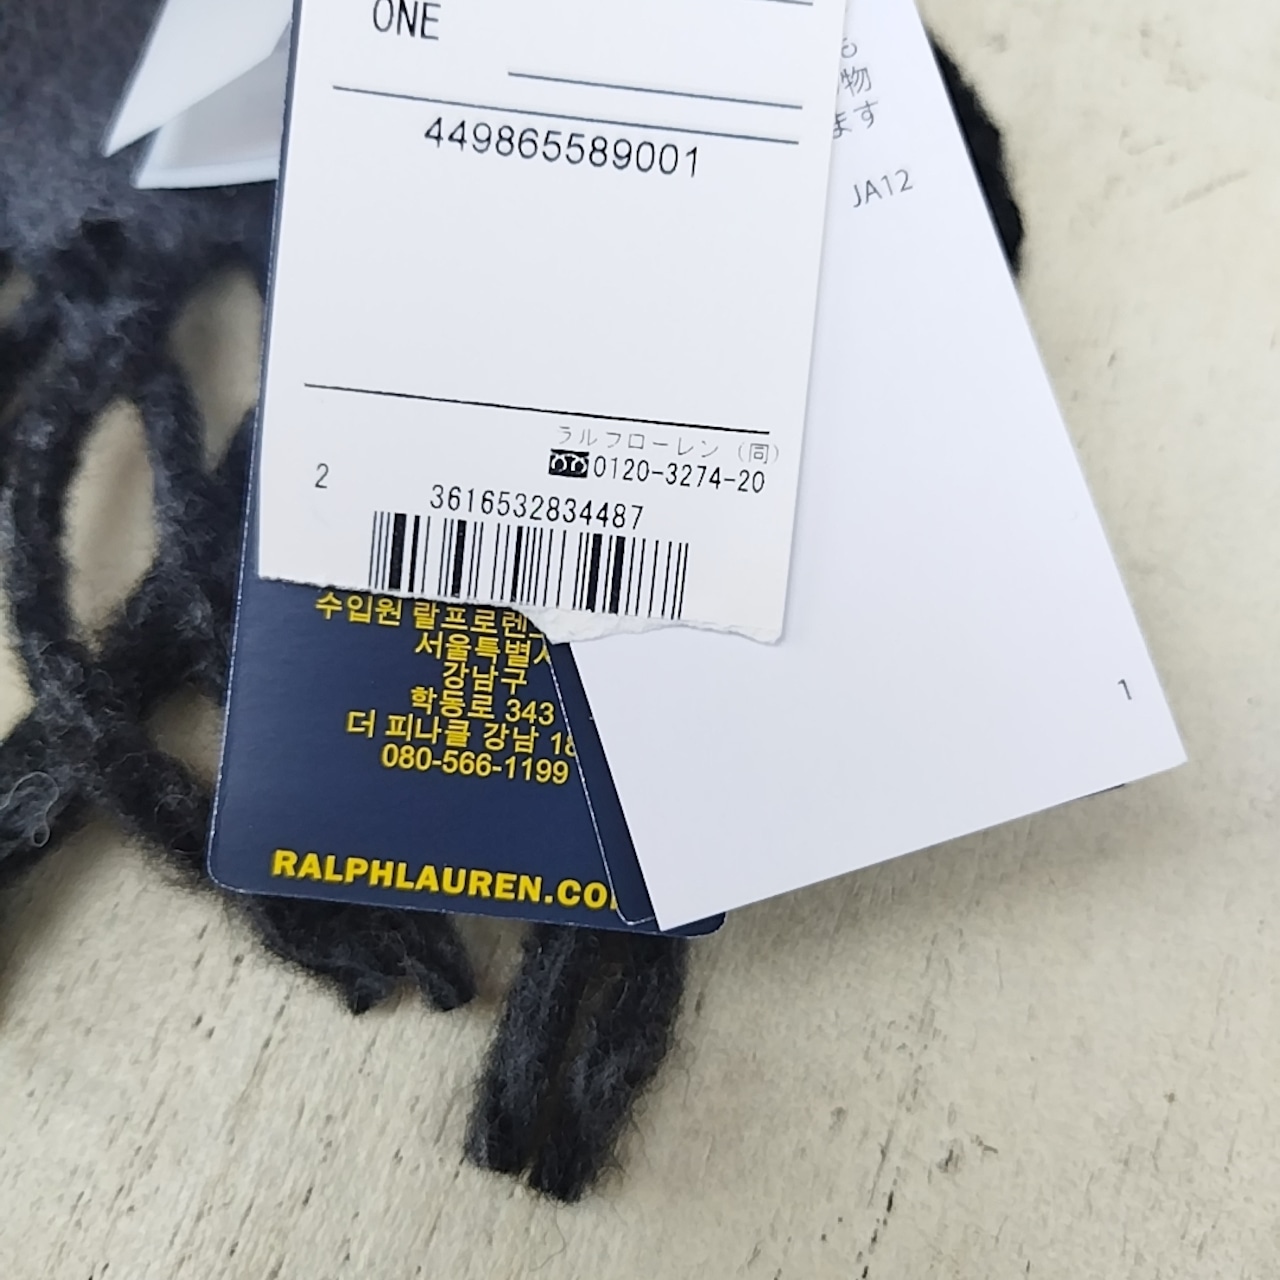 ONE
449865589001
ラルフローレン (同)
0120-3274-20
2
3616532834487
も
物
ます
JA12
1
수입원 랄프로렌
서울특별시
강남구
학동로 343
더 피나클 강남
080-566-1199
RALPHLAUREN.CO